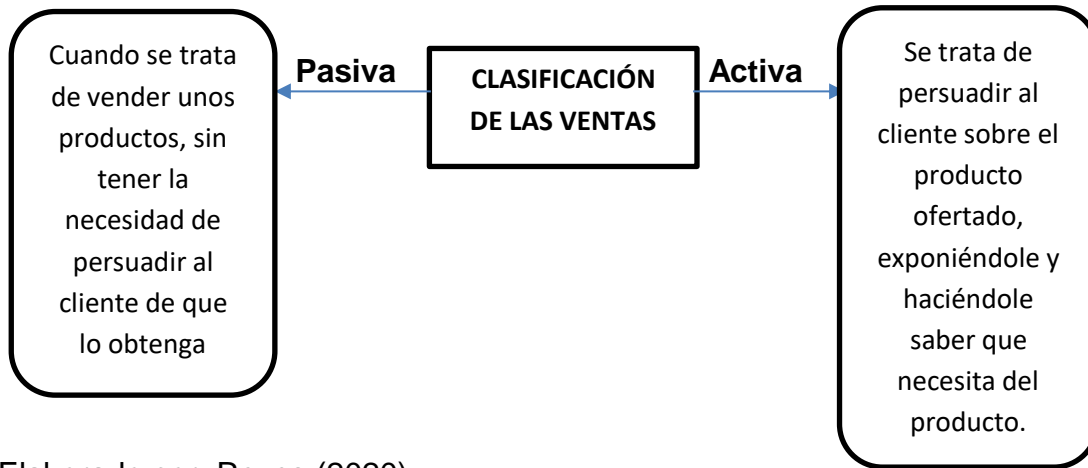 Cuando se trata
de vender unos
productos, sin
tener la
necesidad de
persuadir al
cliente de que
lo obtenga
Pasiva
CLASIFICACIÓN
DE LAS VENTAS
Activa
Se trata de
persuadir al
cliente sobre el
producto
ofertado,
exponiéndole y
haciéndole
saber que
necesita del
producto.